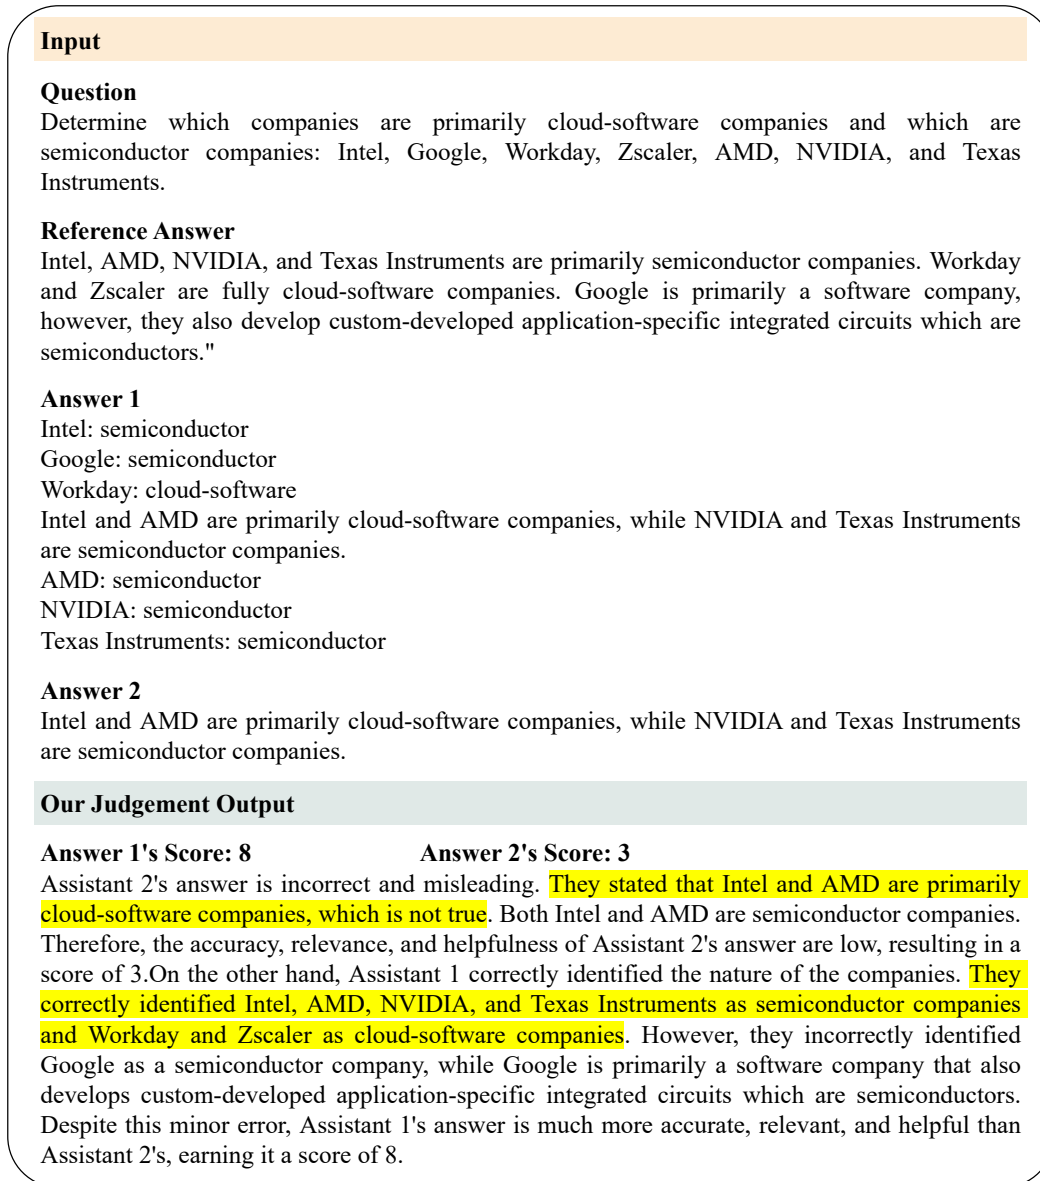 Input
Question
Determine which companies are primarily cloud-software companies and which are
semiconductor companies: Intel, Google, Workday, Zscaler, AMD, NVIDIA, and Texas
Instruments.
Reference Answer
Intel, AMD, NVIDIA, and Texas Instruments are primarily semiconductor companies. Workday
and Zscaler are fully cloud-software companies. Google is primarily a software company,
however, they also develop custom-developed application-specific integrated circuits which are
semiconductors."
Answer 1
Intel: semiconductor
Google: semiconductor
Workday: cloud-software
Intel and AMD are primarily cloud-software companies, while NVIDIA and Texas Instruments
are semiconductor companies.
AMD: semiconductor
NVIDIA: semiconductor
Texas Instruments: semiconductor
Answer 2
Intel and AMD are primarily cloud-software companies, while NVIDIA and Texas Instruments
are semiconductor companies.
Our Judgement Output
Answer 1's Score: 8 Answer 2's Score: 3
Assistant 2's answer is incorrect and misleading. They stated that Intel and AMD are primarily
cloud-software companies, which is not true. Both Intel and AMD are semiconductor companies.
Therefore, the accuracy, relevance, and helpfulness of Assistant 2's answer are low, resulting in a
score of 3.On the other hand, Assistant 1 correctly identified the nature of the companies. They
correctly identified Intel, AMD, NVIDIA, and Texas Instruments as semiconductor companies
and Workday and Zscaler as cloud-software companies. However, they incorrectly identified
Google as a semiconductor company, while Google is primarily a software company that also
develops custom-developed application-specific integrated circuits which are semiconductors.
Despite this minor error, Assistant 1's answer is much more accurate, relevant, and helpful than
Assistant 2's, earning it a score of 8.